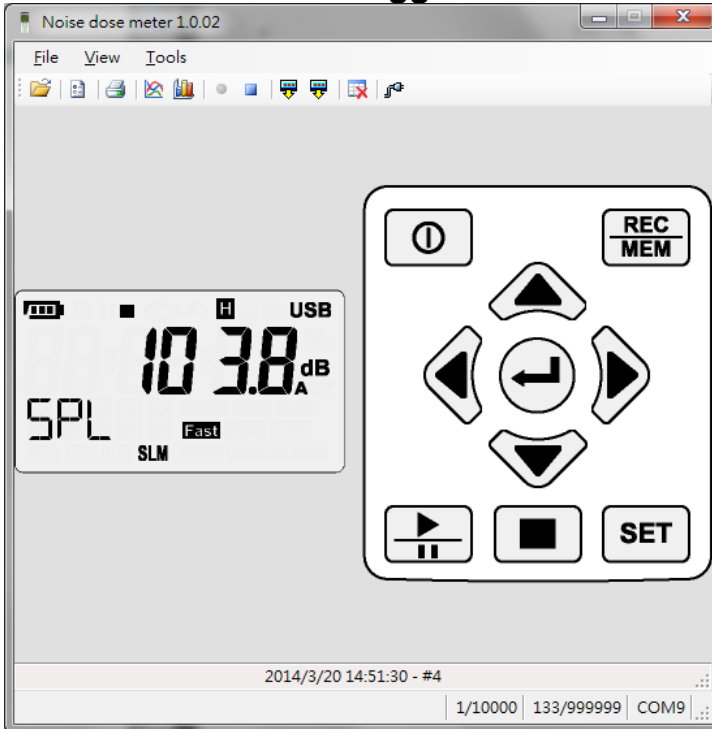 Noise dose meter 1.0.02
File View Tools
REC
MEM
H USB
103.8 dB
A
SPL Fast
SLM
SET
2014/3/20 14:51:30 - #4
1/10000 133/999999 COM9